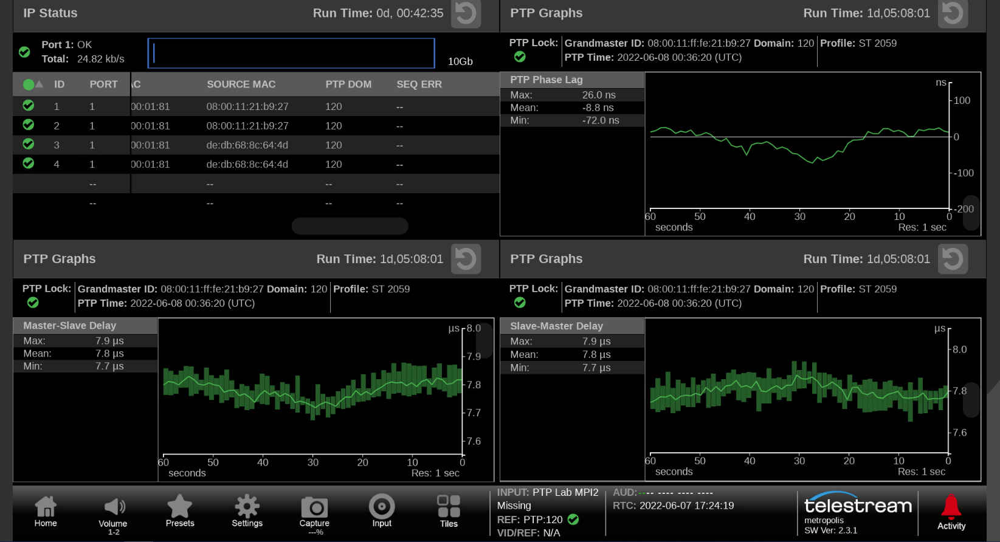 IP Status
Run Time: 0d, 00:42:35
Port 1: OK
Total: 24.82 kb/s
10Gb
ID PORT AC SOURCE MAC PTP DOM SEQ ERR
1 1 00:01:81 08:00:11:21:b9:27 120 --
2 1 00:01:81 08:00:11:21:b9:27 120 --
3 1 00:01:81 de:db:68:8c:64:4d 120 --
4 1 00:01:81 de:db:68:8c:64:4d 120 --
-- -- -- --
-- -- -- --
PTP Graphs
Run Time: 1d,05:08:01
PTP Lock:
Grandmaster ID: 08:00:11:ff:fe:21:b9:27 Domain: 120
Profile: ST 2059
PTP Time: 2022-06-08 00:36:20 (UTC)
PTP Phase Lag
Max: 26.0 ns
Mean: -8.8 ns
Min: -72.0 ns
ns
100
0
-100
-200
60 50 40 30 20 10 0
seconds
Res: 1 sec
PTP Graphs
Run Time: 1d,05:08:01
PTP Lock:
Grandmaster ID: 08:00:11:ff:fe:21:b9:27 Domain: 120
Profile: ST 2059
PTP Time: 2022-06-08 00:36:20 (UTC)
Master-Slave Delay
Max: 7.9 µs
Mean: 7.8 µs
Min: 7.7 µs
µs
8.0
7.9
7.8
7.7
7.6
60 50 40 30 20 10 0
seconds
Res: 1 sec
PTP Graphs
Run Time: 1d,05:08:01
PTP Lock:
Grandmaster ID: 08:00:11:ff:fe:21:b9:27 Domain: 120
Profile: ST 2059
PTP Time: 2022-06-08 00:36:20 (UTC)
Slave-Master Delay
Max: 7.9 µs
Mean: 7.8 µs
Min: 7.7 µs
µs
8.0
7.8
7.6
60 50 40 30 20 10 0
seconds
Res: 1 sec
Home
Volume
1-2
Presets
Settings
Capture
---%
Input
Tiles
INPUT: PTP Lab MPI2
Missing
REF: PTP:120
VID/REF: N/A
AUD:---- ---- ---- ----
RTC: 2022-06-07 17:24:19
telestream
metropolis
SW Ver: 2.3.1
Activity